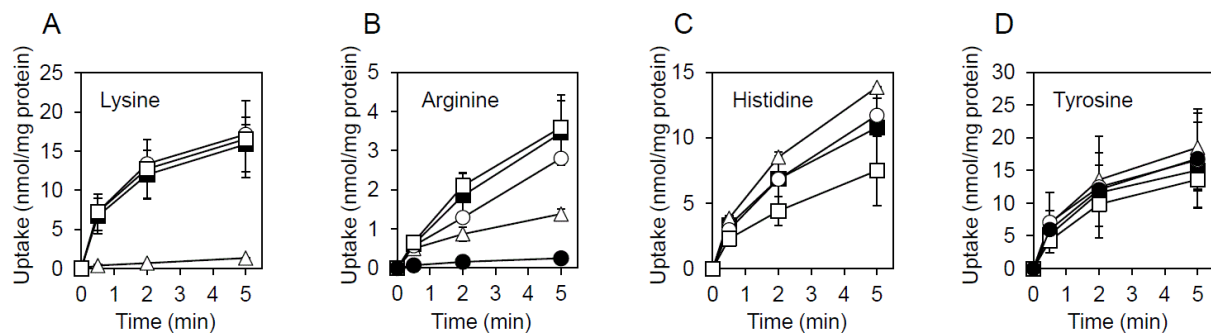 A
Uptake (nmol/mg protein)
25
20
15
10
5
0
Lysine
0 1 2 3 4 5
Time (min)
B
Uptake (nmol/mg protein)
5
4
3
2
1
0
Arginine
0 1 2 3 4 5
Time (min)
C
Uptake (nmol/mg protein)
15
10
5
0
Histidine
0 1 2 3 4 5
Time (min)
D
Uptake (nmol/mg protein)
30
25
20
15
10
5
0
Tyrosine
0 1 2 3 4 5
Time (min)